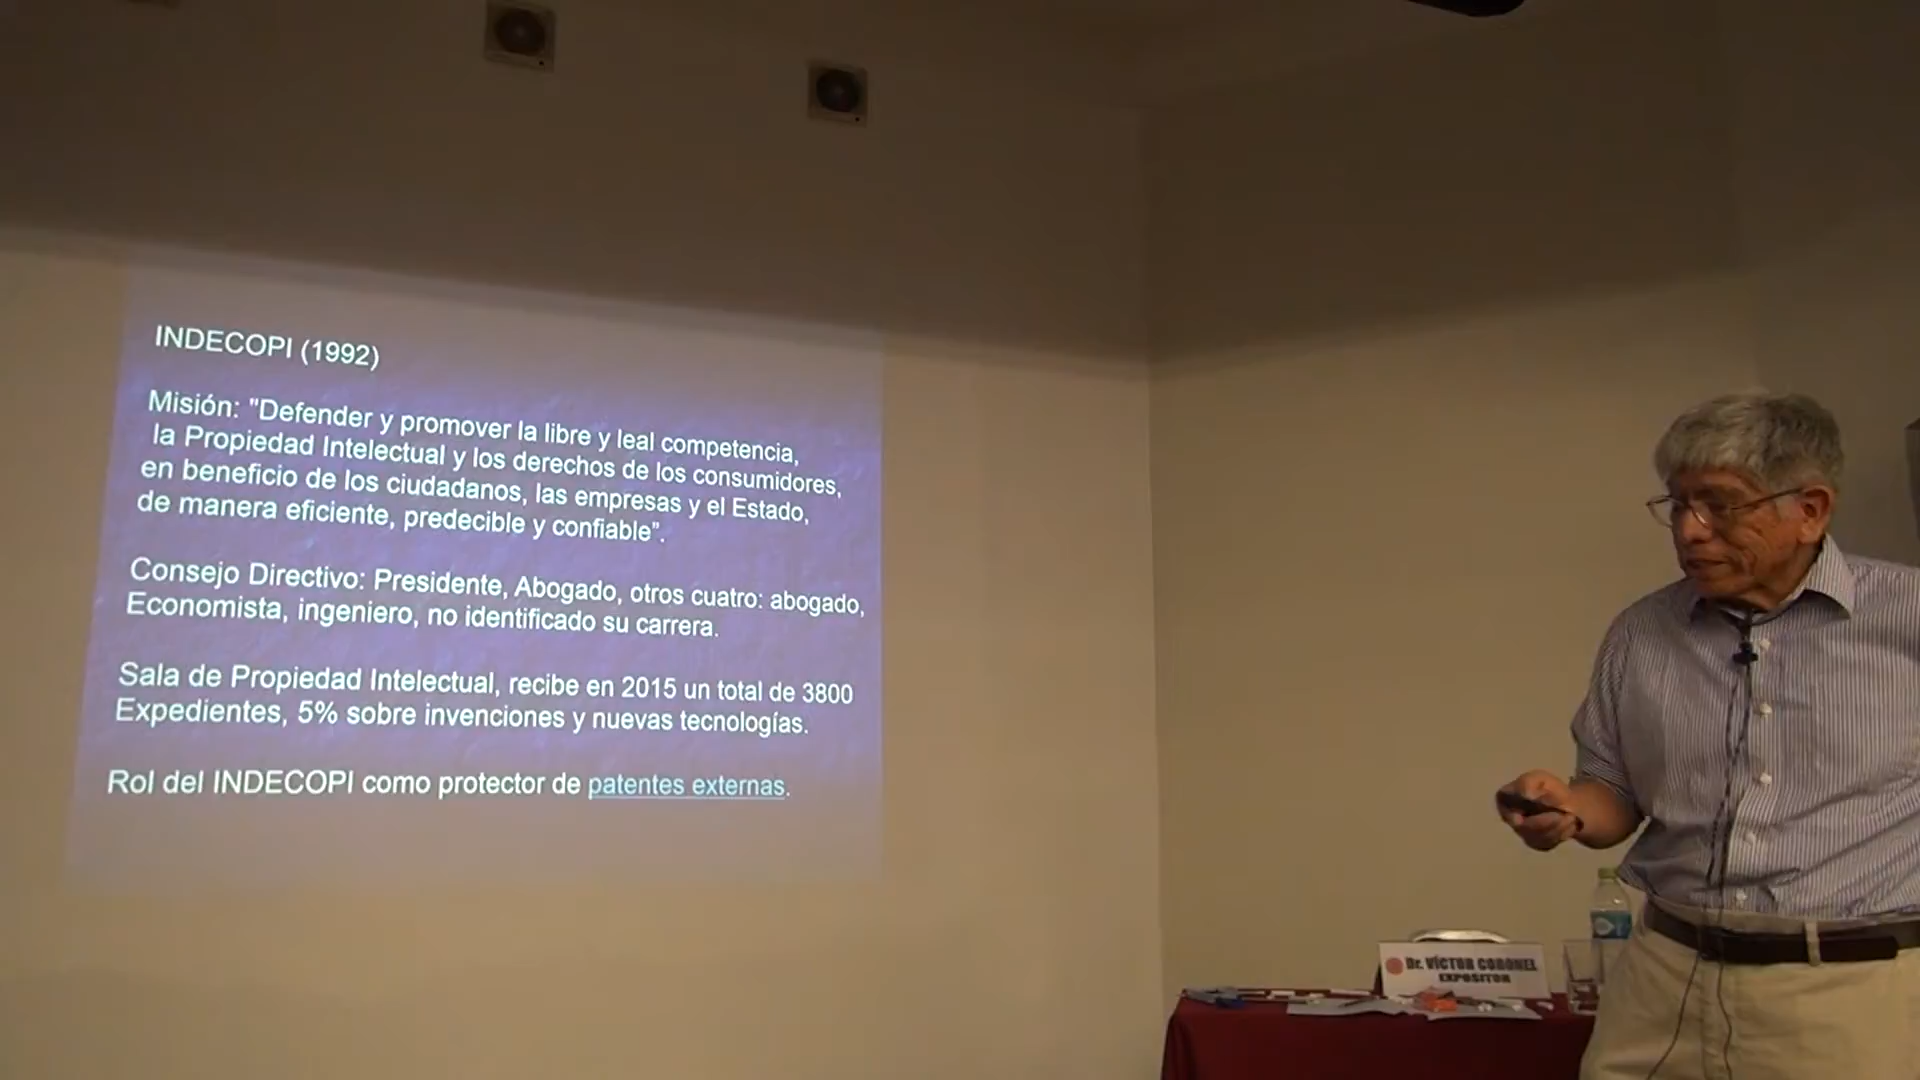 INDECOPI (1992)
Misión: "Defender y promover la libre y leal competencia,
la Propiedad Intelectual y los derechos de los consumidores,
en beneficio de los ciudadanos, las empresas y el Estado,
de manera eficiente, predecible y confiable”.
Consejo Directivo: Presidente, Abogado, otros cuatro: abogado,
Economista, ingeniero, no identificado su carrera.
Sala de Propiedad Intelectual, recibe en 2015 un total de 3800
Expedientes, 5% sobre invenciones y nuevas tecnologías.
Rol del INDECOPI como protector de patentes externas.
Dr. VÍCTOR CORONEL
EXPOSITOR